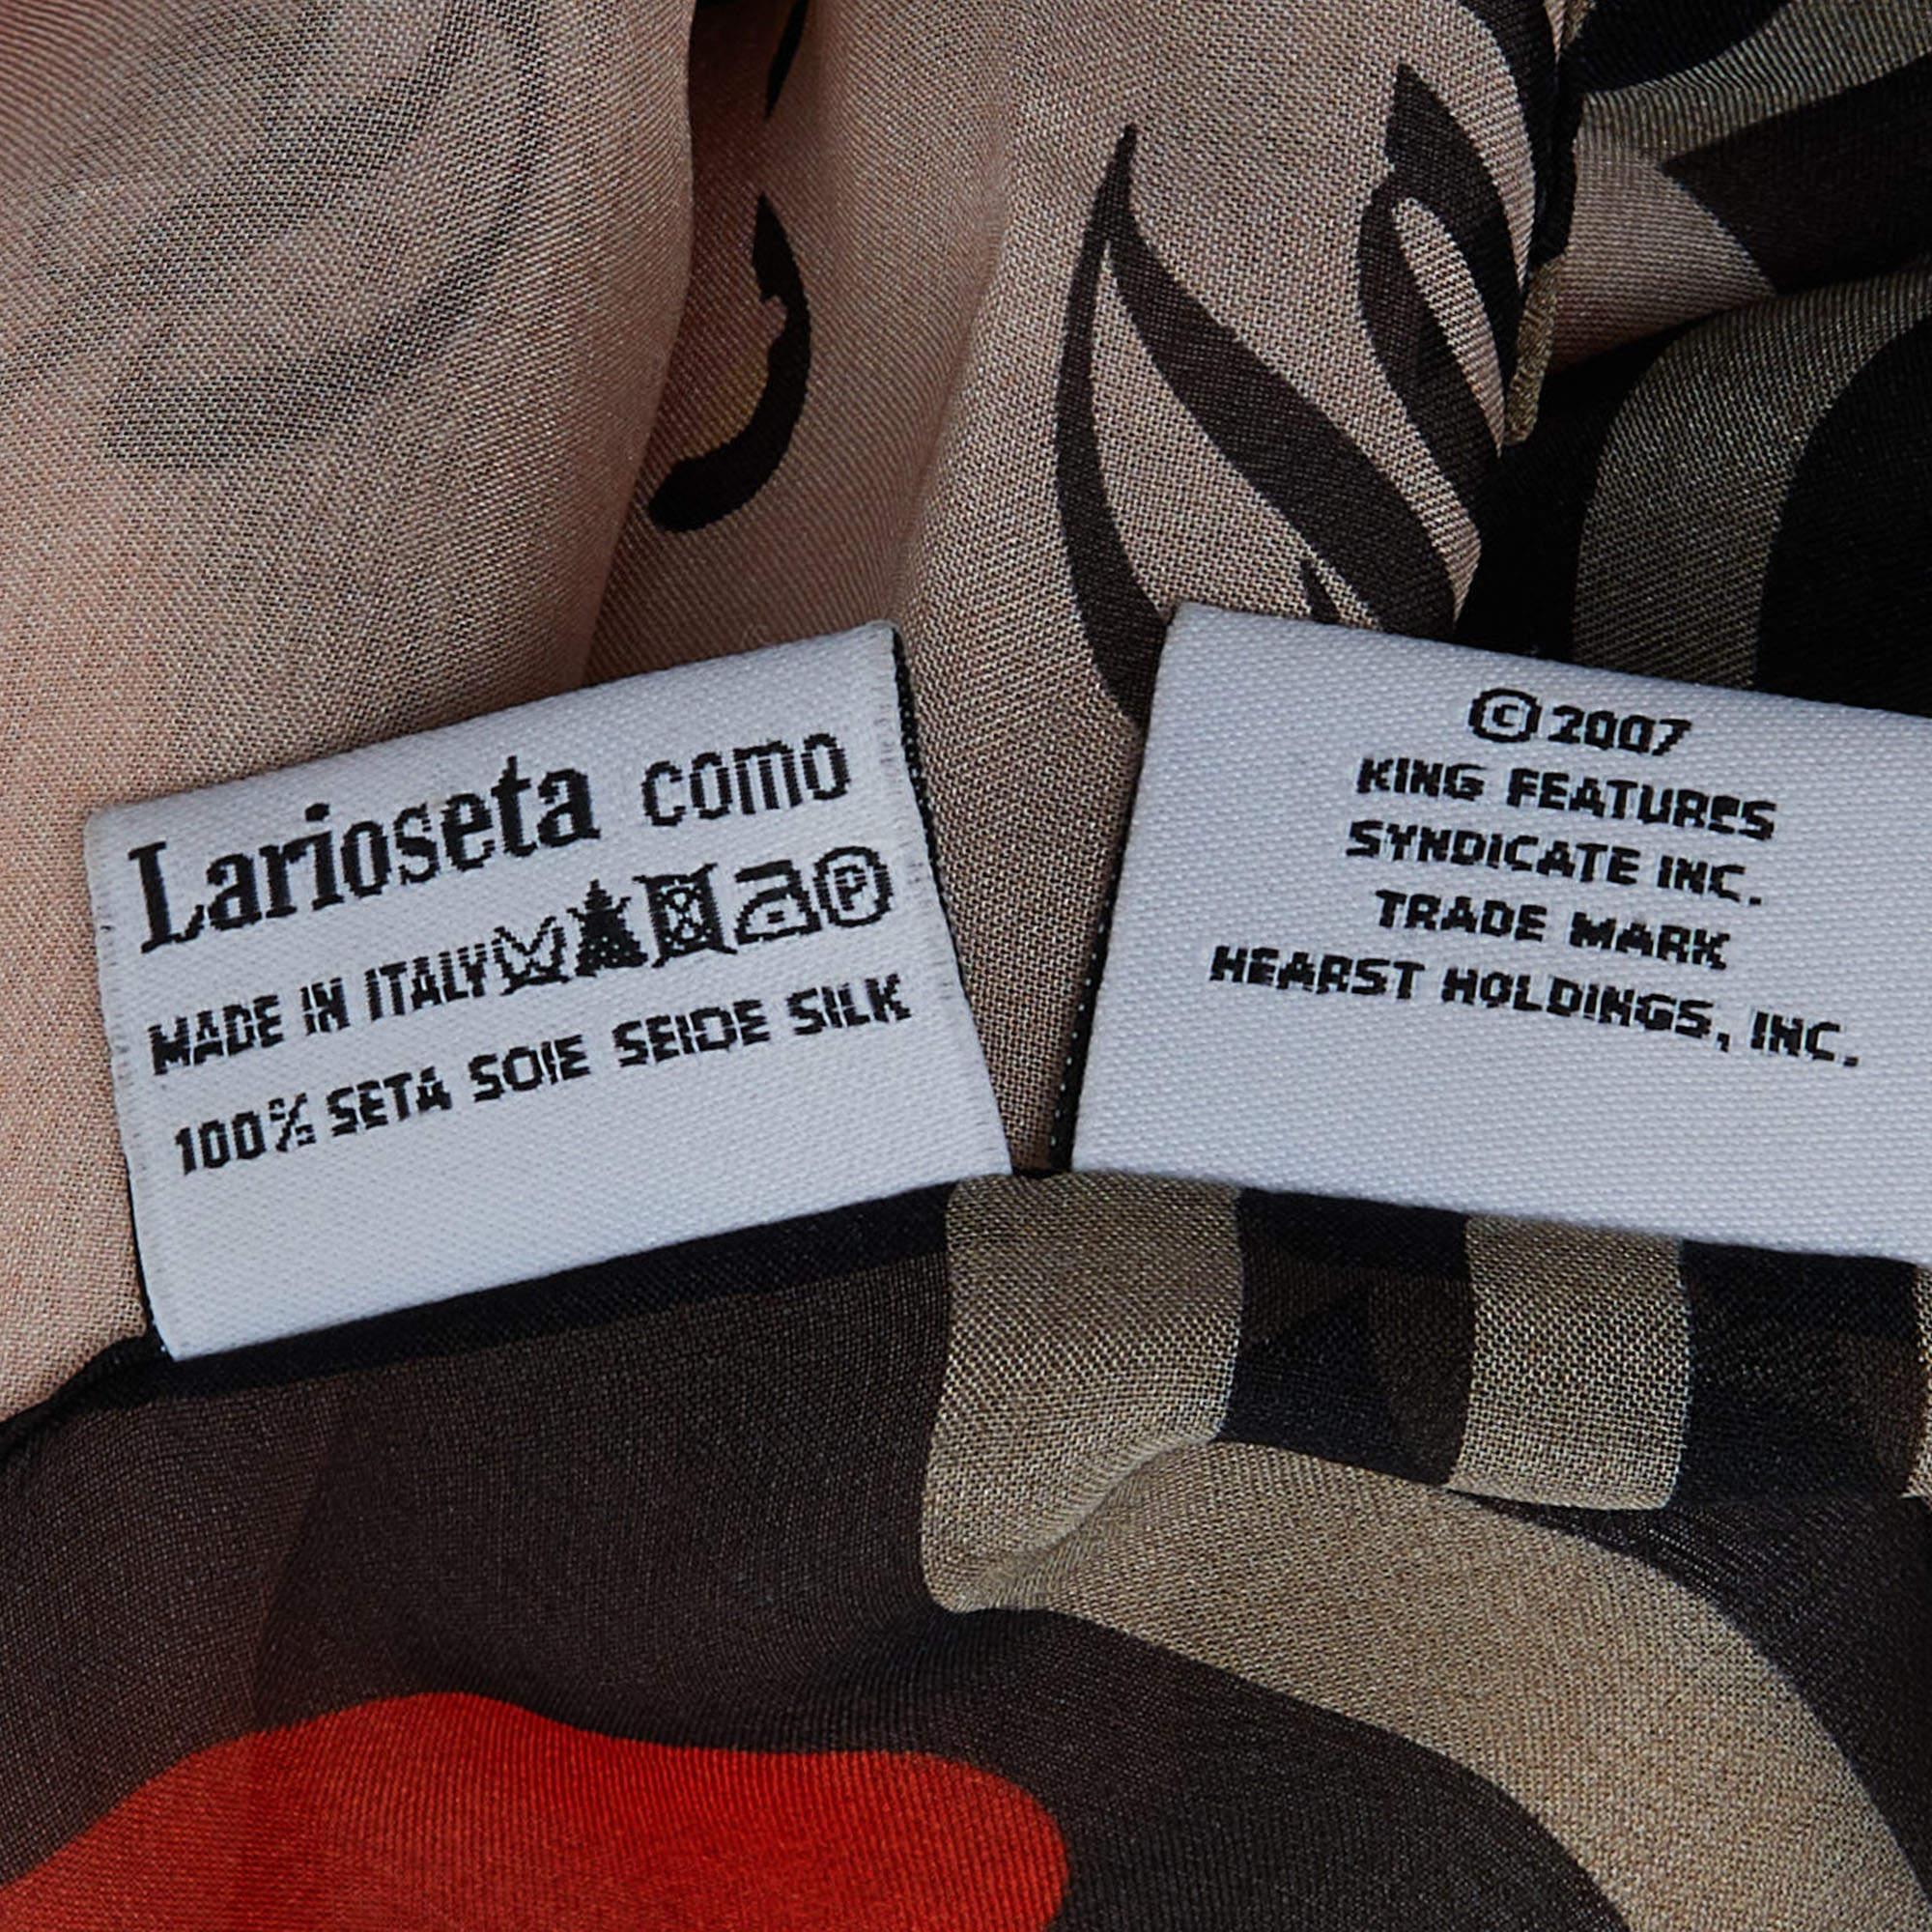 Larioseta como
MADE IN ITALY P
100% SETA SOIE SEIDE SILK
© 2007
KING FEATURES
SYNDICATE INC.
TRADE MARK
HEARST HOLDINGS, INC.